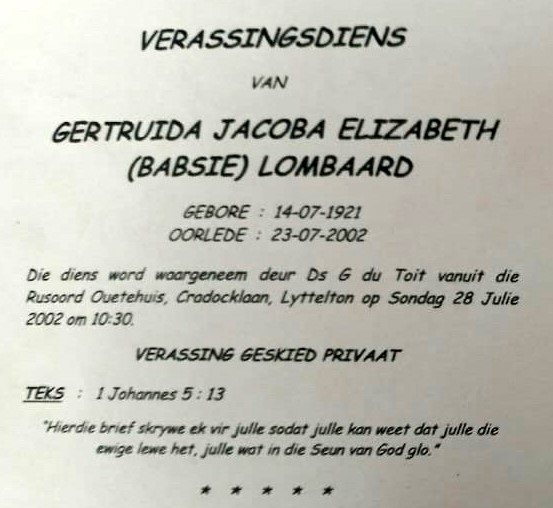 VERASSINGSDIENS
VAN
GERTRUIDA JACOBA ELIZABETH
(BABSIE) LOMBAARD
GEBORE : 14-07-1921
OORLEDE : 23-07-2002
Die diens word waargeneem deur Ds G du Toit vanuit die
Rusoord Ouetehuis, Cradocklaan, Lyttelton op Sondag 28 Julie
2002 om 10:30.
VERASSING GESKIED PRIVAAT
TEKS : 1 Johannes 5 : 13
"Hierdie brief skrywe ek vir julle sodat julle kan weet dat julle die
ewige lewe het, julle wat in die Seun van God glo."
* * * * *